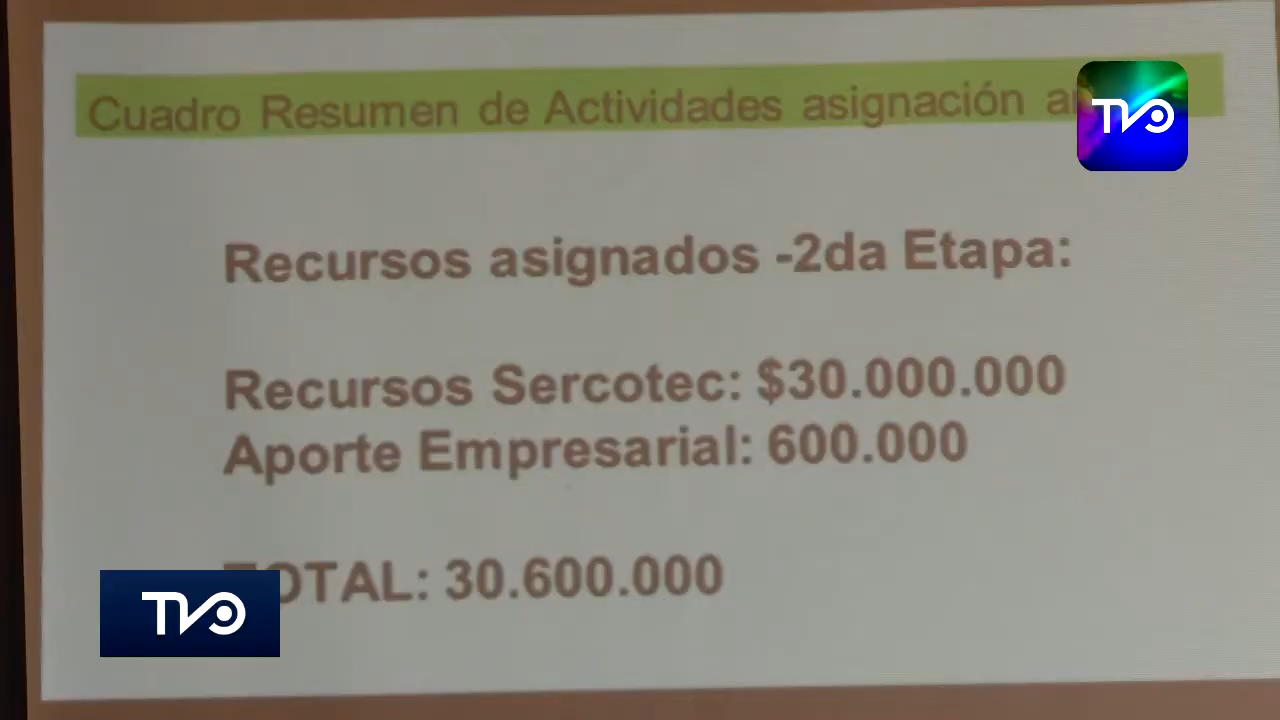 Cuadro Resumen de Actividades asignación
TVO
Recursos asignados -2da Etapa:
Recursos Sercotec: $30.000.000
Aporte Empresarial: 600.000
TOTAL: 30.600.000
TVO